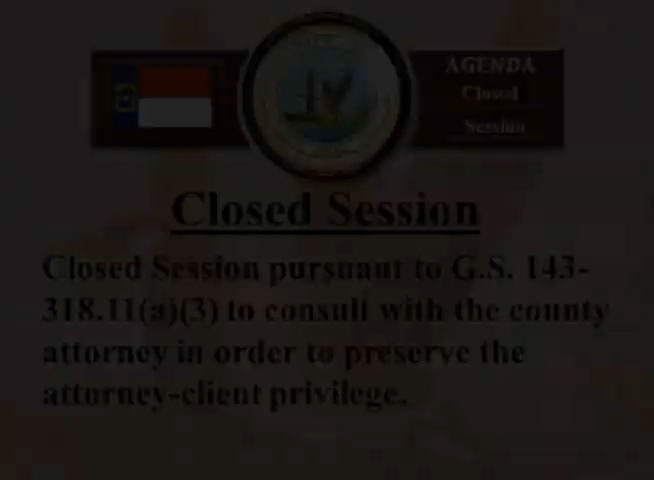 AGENDA
Closed
Session
Closed Session
Closed Session pursuant to G.S. 143-
318.11(a)(3) to consult with the county
attorney in order to preserve the
attorney-client privilege.